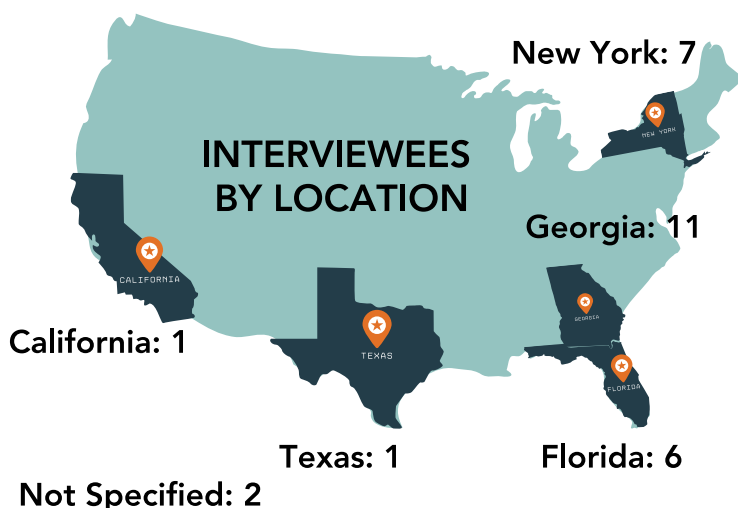 New York: 7
NEW YORK
INTERVIEWEES
BY LOCATION
Georgia: 11
CALIFORNIA
GEORGIA
California: 1
TEXAS
FLORIDA
Texas: 1
Florida: 6
Not Specified: 2